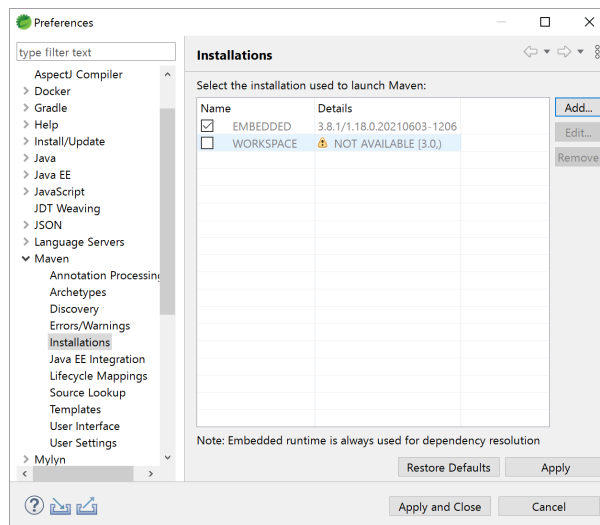 Preferences
type filter text
AspectJ Compiler
Docker
Gradle
Help
Install/Update
Java
Java EE
JavaScript
JDT Weaving
JSON
Language Servers
Maven
Annotation Processing
Archetypes
Discovery
Errors/Warnings
Installations
Java EE Integration
Lifecycle Mappings
Source Lookup
Templates
User Interface
User Settings
Mylyn
Installations
Select the installation used to launch Maven:
Name Details
EMBEDDED 3.8.1/1.18.0.20210603-1206
WORKSPACE NOT AVAILABLE [3.0,)
Add...
Edit...
Remove
Note: Embedded runtime is always used for dependency resolution
Restore Defaults Apply
? Apply and Close Cancel